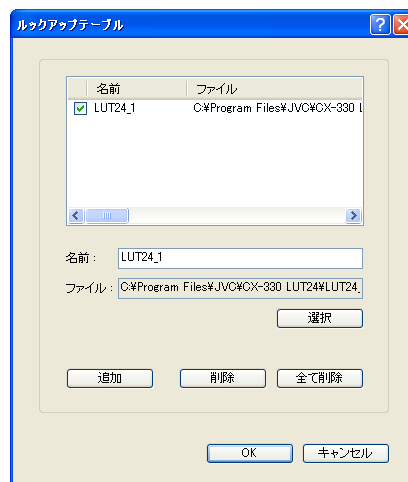 ルックアップテーブル
名前 ファイル
LUT24_1 C:¥Program Files¥JVC¥CX-330 L
名前 : LUT24_1
ファイル : C:¥Program Files¥JVC¥CX-330 LUT24¥LUT24_
選択
追加 削除 全て削除
OK キャンセル